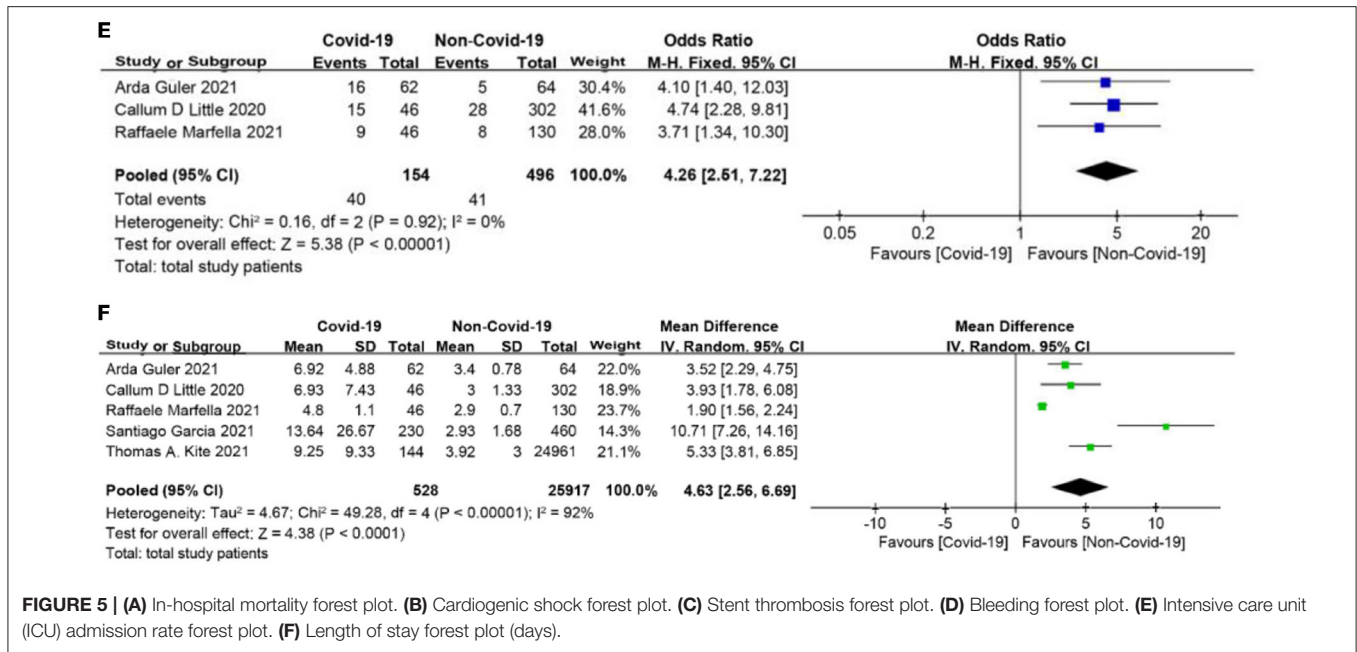 E
Covid-19 Non-Covid-19 Odds Ratio Odds Ratio
Study or Subgroup Events Total Events Total Weight M-H. Fixed. 95% CI M-H. Fixed. 95% CI
Arda Guler 2021 16 62 5 64 30.4% 4.10 [1.40, 12.03]
Callum D Little 2020 15 46 28 302 41.6% 4.74 [2.28, 9.81]
Raffaele Marfella 2021 9 46 8 130 28.0% 3.71 [1.34, 10.30]
Pooled (95% CI) 154 496 100.0% 4.26 [2.51, 7.22]
Total events 40 41
Heterogeneity: Chi² = 0.16, df = 2 (P = 0.92); I² = 0%
Test for overall effect: Z = 5.38 (P < 0.00001)
Total: total study patients
0.05 0.2 1 5 20
Favours [Covid-19] Favours [Non-Covid-19]
F
Covid-19 Non-Covid-19 Mean Difference Mean Difference
Study or Subgroup Mean SD Total Mean SD Total Weight IV. Random. 95% CI IV. Random. 95% CI
Arda Guler 2021 6.92 4.88 62 3.4 0.78 64 22.0% 3.52 [2.29, 4.75]
Callum D Little 2020 6.93 7.43 46 3 1.33 302 18.9% 3.93 [1.78, 6.08]
Raffaele Marfella 2021 4.8 1.1 46 2.9 0.7 130 23.7% 1.90 [1.56, 2.24]
Santiago Garcia 2021 13.64 26.67 230 2.93 1.68 460 14.3% 10.71 [7.26, 14.16]
Thomas A. Kite 2021 9.25 9.33 144 3.92 3 24961 21.1% 5.33 [3.81, 6.85]
Pooled (95% CI) 528 25917 100.0% 4.63 [2.56, 6.69]
Heterogeneity: Tau² = 4.67; Chi² = 49.28, df = 4 (P < 0.00001); I² = 92%
Test for overall effect: Z = 4.38 (P < 0.0001)
Total: total study patients
-10 -5 0 5 10
Favours [Covid-19] Favours [Non-Covid-19]
FIGURE 5 | (A) In-hospital mortality forest plot. (B) Cardiogenic shock forest plot. (C) Stent thrombosis forest plot. (D) Bleeding forest plot. (E) Intensive care unit
(ICU) admission rate forest plot. (F) Length of stay forest plot (days).